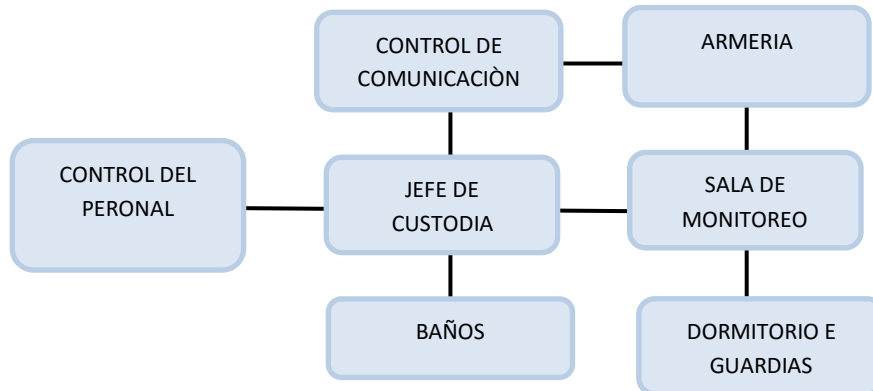 CONTROL DE
COMUNICACIÒN
ARMERIA
CONTROL DEL
PERONAL
JEFE DE
CUSTODIA
SALA DE
MONITOREO
BAÑOS
DORMITORIO E
GUARDIAS